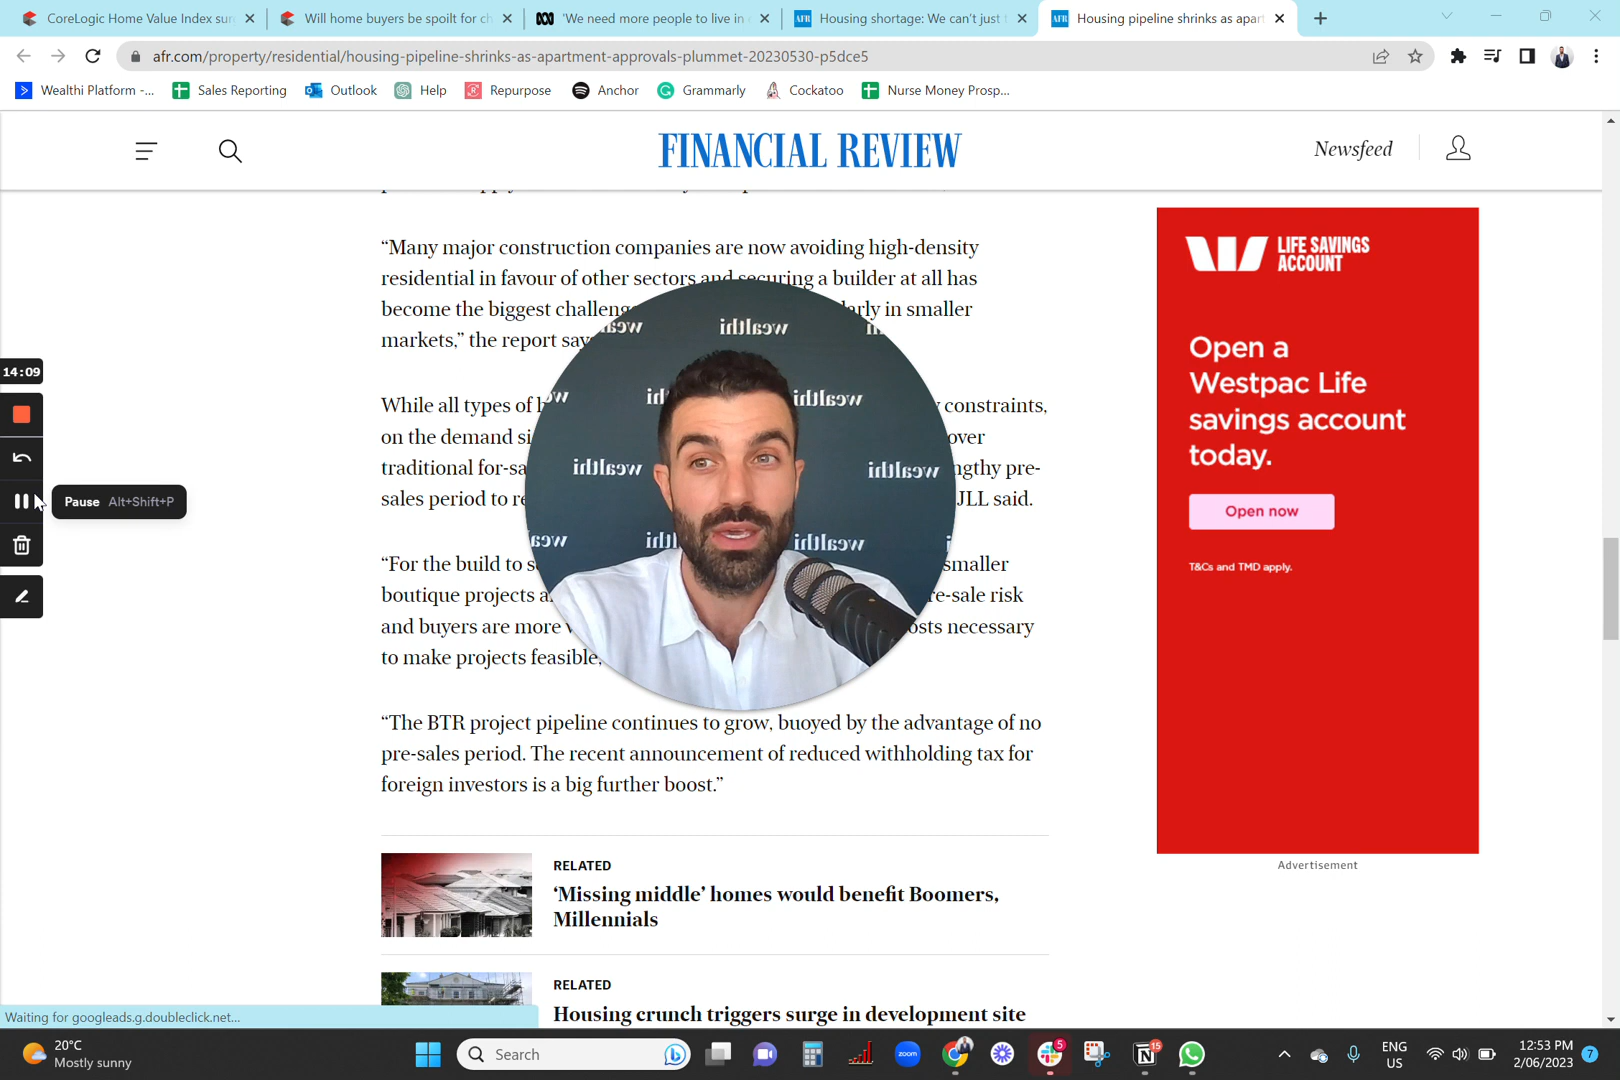 CoreLogic Home Value Index sur
Will home buyers be spoilt for ch
'We need more people to live in
Housing shortage: We can't just
Housing pipeline shrinks as apar
afr.com/property/residential/housing-pipeline-shrinks-as-apartment-approvals-plummet-20230530-p5dce5
Wealthi Platform -...
Sales Reporting
Outlook
Help
Repurpose
Anchor
Grammarly
Cockatoo
Nurse Money Prosp...
FINANCIAL REVIEW
Newsfeed
“Many major construction companies are now avoiding high-density
residential in favour of other sectors and securing a builder at all has
become the biggest challeng arly in smaller
markets,” the report say
While all types of h constraints,
on the demand si over
traditional for-sa ngthy pre-
sales period to re JLL said.
“For the build to s smaller
boutique projects a re-sale risk
and buyers are more osts necessary
to make projects feasible,
“The BTR project pipeline continues to grow, buoyed by the advantage of no
pre-sales period. The recent announcement of reduced withholding tax for
foreign investors is a big further boost.”
RELATED
‘Missing middle’ homes would benefit Boomers,
Millennials
RELATED
Housing crunch triggers surge in development site
LIFE SAVINGS
ACCOUNT
Open a
Westpac Life
savings account
today.
Open now
T&Cs and TMD apply.
Advertisement
14:09
Pause Alt+Shift+P
wealthi
wealthi
wealthi
wealthi
wealthi
Waiting for googleads.g.doubleclick.net...
20°C
Mostly sunny
Search
zoom
5
15
ENG
US
12:53 PM
2/06/2023
7